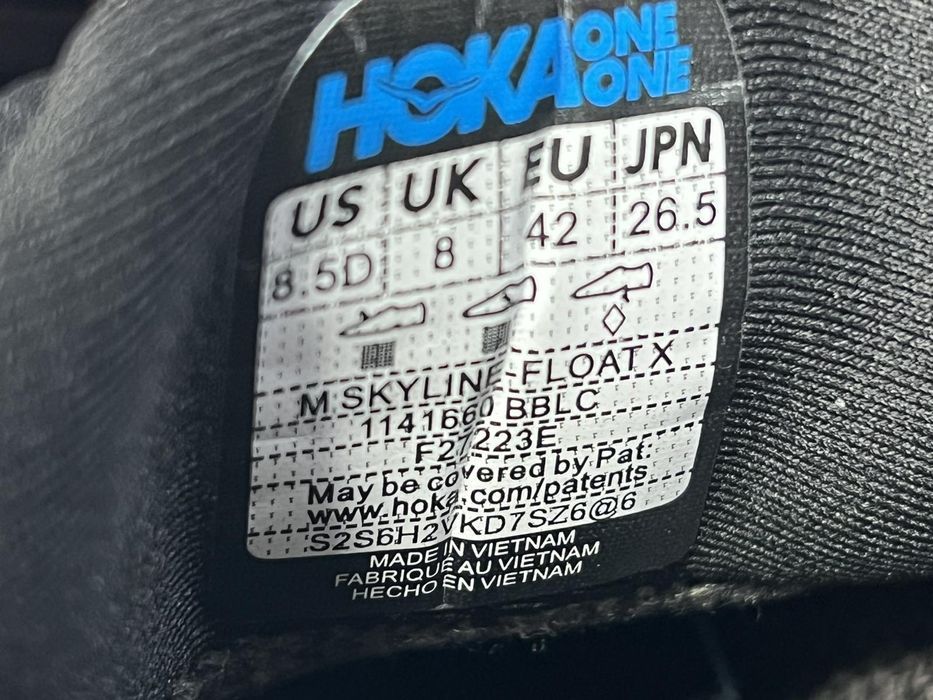 HOKA ONE ONE
US UK EU JPN
8.5D 8 42 26.5
M SKYLINE-FLOAT X
1141660 BBLC
F27223E
May be covered by Pat.
www.hoka.com/patents
S2S6H2VKD7SZ6@6
MADE IN VIETNAM
FABRIQUÉ AU VIETNAM
HECHO EN VIETNAM